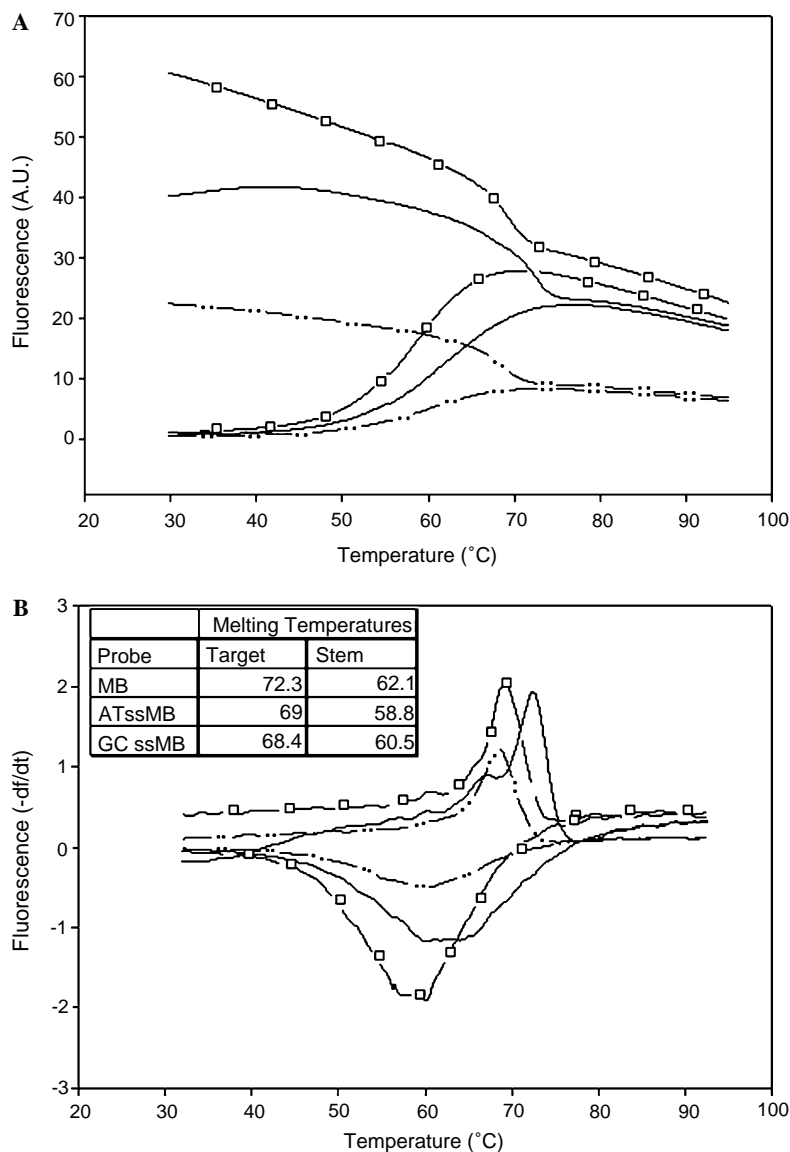 A
70
60
50
40
30
20
10
0
Fluorescence (A.U.)
20 30 40 50 60 70 80 90 100
Temperature (˚C)
B
3
2
1
0
-1
-2
-3
Fluorescence (-df/dt)
Melting Temperatures
Probe Target Stem
MB 72.3 62.1
ATssMB 69 58.8
GC ssMB 68.4 60.5
20 30 40 50 60 70 80 90 100
Temperature (˚C)